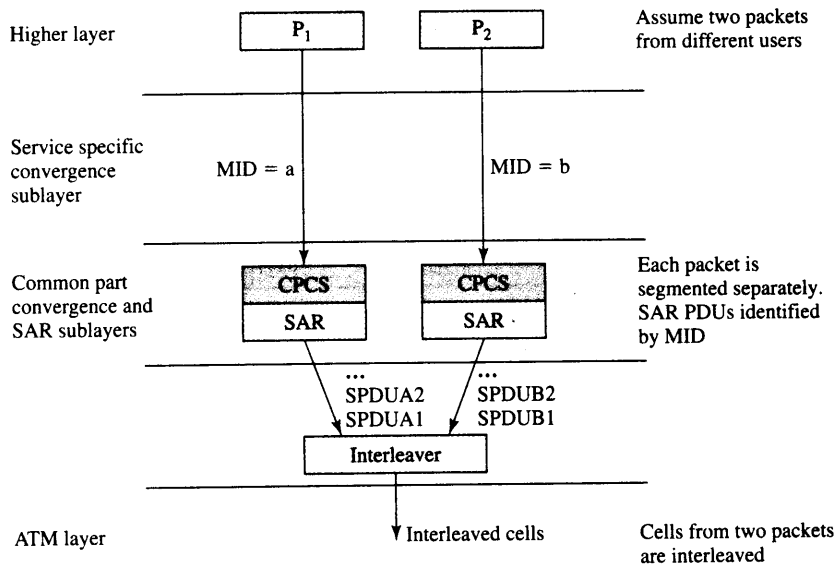 Higher layer
P1
P2
Assume two packets
from different users
Service specific
convergence
sublayer
MID = a
MID = b
Common part
convergence and
SAR sublayers
CPCS
SAR
CPCS
SAR
Each packet is
segmented separately.
SAR PDUs identified
by MID
...
SPDUA2
SPDUA1
...
SPDUB2
SPDUB1
Interleaver
ATM layer
Interleaved cells
Cells from two packets
are interleaved